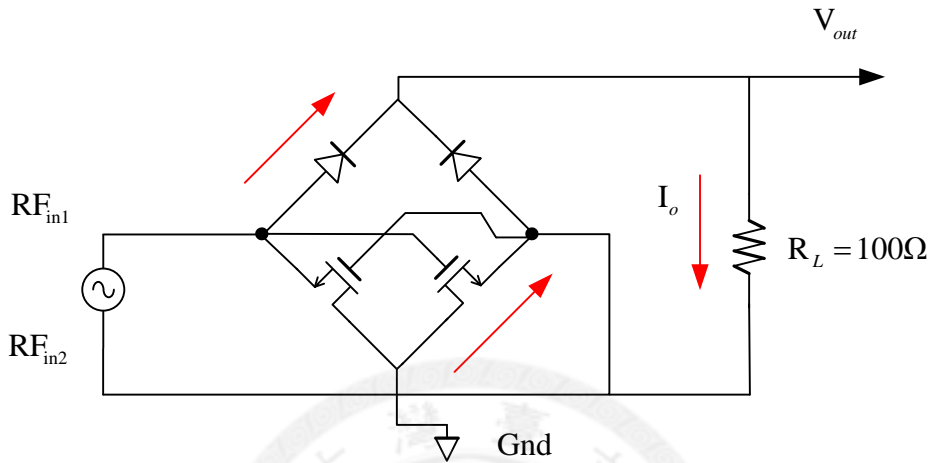 V_out
RF_in1
I_o
R_L = 100Ω
RF_in2
Gnd